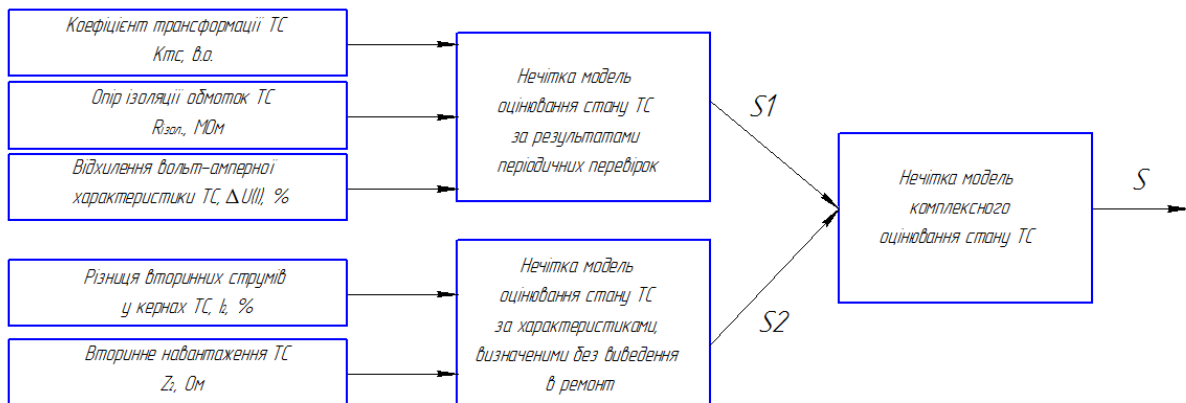 Коефіцієнт трансформації ТС
Ктс, в.о.
Опір ізоляції обмоток ТС
Rізол., МОм
Відхилення вольт-амперної
характеристики ТС, ΔU(I), %
Нечітка модель
оцінювання стану ТС
за результатами
періодичних перевірок
S1
Різниця вторинних струмів
у кернах ТС, I₂, %
Вторинне навантаження ТС
Z₂, Ом
Нечітка модель
оцінювання стану ТС
за характеристиками,
визначеними без виведення
в ремонт
S2
Нечітка модель
комплексного
оцінювання стану ТС
S